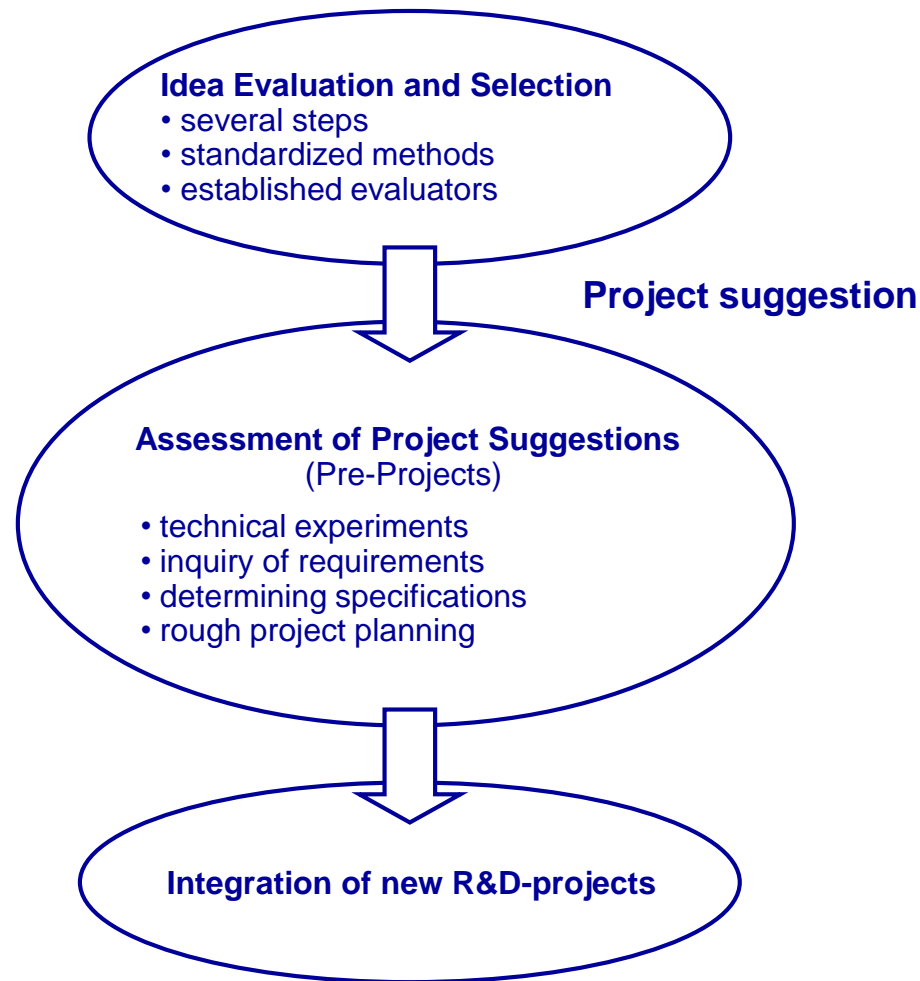 Idea Evaluation and Selection
• several steps
• standardized methods
• established evaluators
Project suggestion
Assessment of Project Suggestions
(Pre-Projects)
• technical experiments
• inquiry of requirements
• determining specifications
• rough project planning
Integration of new R&D-projects